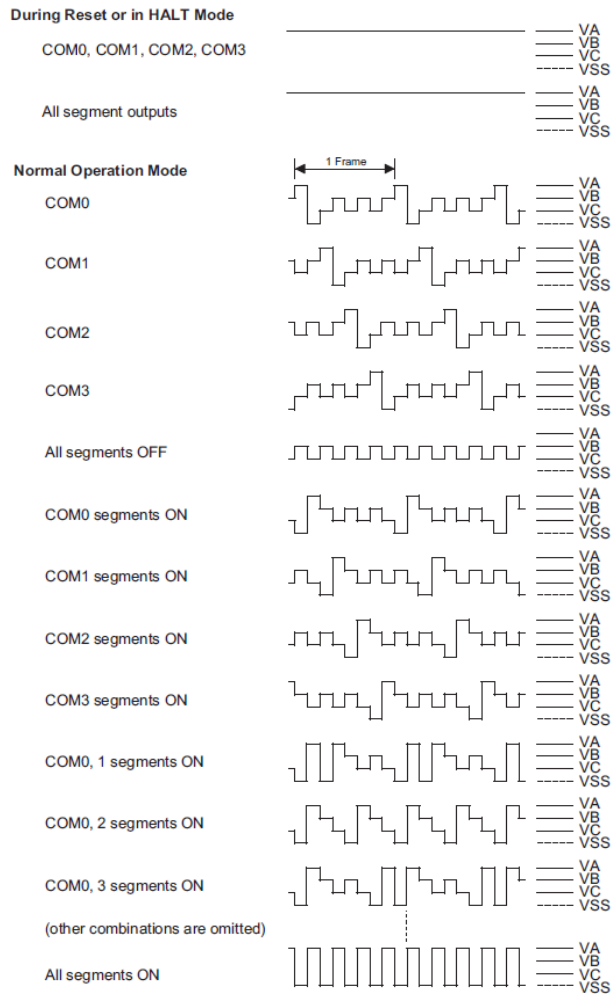 During Reset or in HALT Mode
COM0, COM1, COM2, COM3
VA
VB
VC
VSS
All segment outputs
VA
VB
VC
VSS
Normal Operation Mode
1 Frame
COM0
VA
VB
VC
VSS
COM1
VA
VB
VC
VSS
COM2
VA
VB
VC
VSS
COM3
VA
VB
VC
VSS
All segments OFF
VA
VB
VC
VSS
COM0 segments ON
VA
VB
VC
VSS
COM1 segments ON
VA
VB
VC
VSS
COM2 segments ON
VA
VB
VC
VSS
COM3 segments ON
VA
VB
VC
VSS
COM0, 1 segments ON
VA
VB
VC
VSS
COM0, 2 segments ON
VA
VB
VC
VSS
COM0, 3 segments ON
VA
VB
VC
VSS
(other combinations are omitted)
All segments ON
VA
VB
VC
VSS